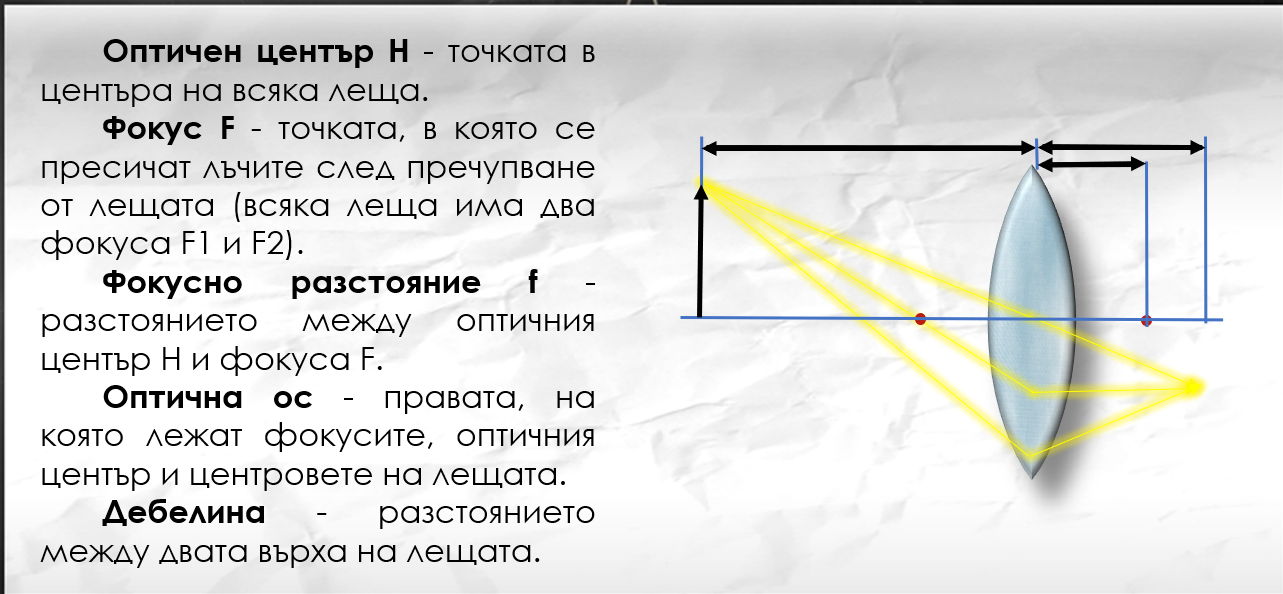 Оптичен център H - точката в
центъра на всяка леща.
Фокус F - точката, в която се
пресичат лъчите след пречупване
от лещата (всяка леща има два
фокуса F1 и F2).
Фокусно разстояние f -
разстоянието между оптичния
център H и фокуса F.
Оптична ос - правата, на
която лежат фокусите, оптичния
център и центровете на лещата.
Дебелина - разстоянието
между двата върха на лещата.